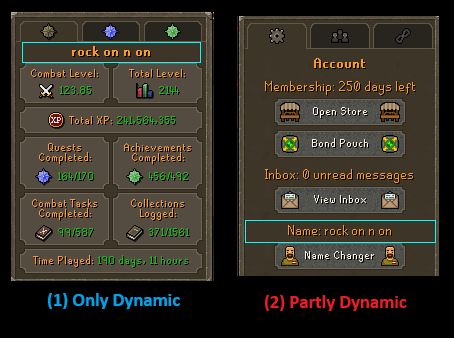 rock on n on
Combat Level:
123.85
Total Level:
2144
XP
Total XP: 241,564,355
Quests
Completed:
164/170
Achievements
Completed:
456/492
Combat Tasks
Completed:
99/587
Collections
Logged:
371/1561
Time Played: 190 days, 11 hours
(1) Only Dynamic
Account
Membership: 250 days left
Open Store
Bond Pouch
Inbox: 0 unread messages
View Inbox
Name: rock on n on
Name Changer
(2) Partly Dynamic